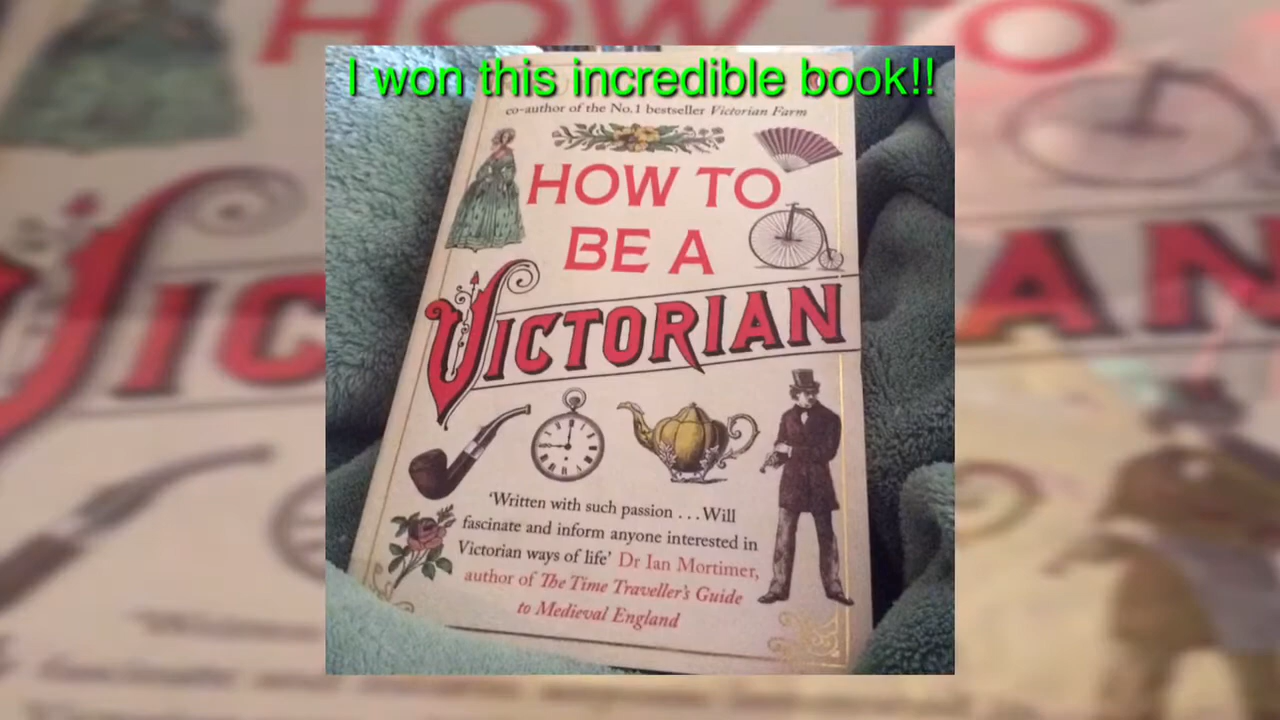 I won this incredible book!!
co-author of the No.1 bestseller Victorian Farm
HOW TO
BE A
VICTORIAN
'Written with such passion ... Will
fascinate and inform anyone interested in
Victorian ways of life' Dr Ian Mortimer,
author of The Time Traveller's Guide
to Medieval England